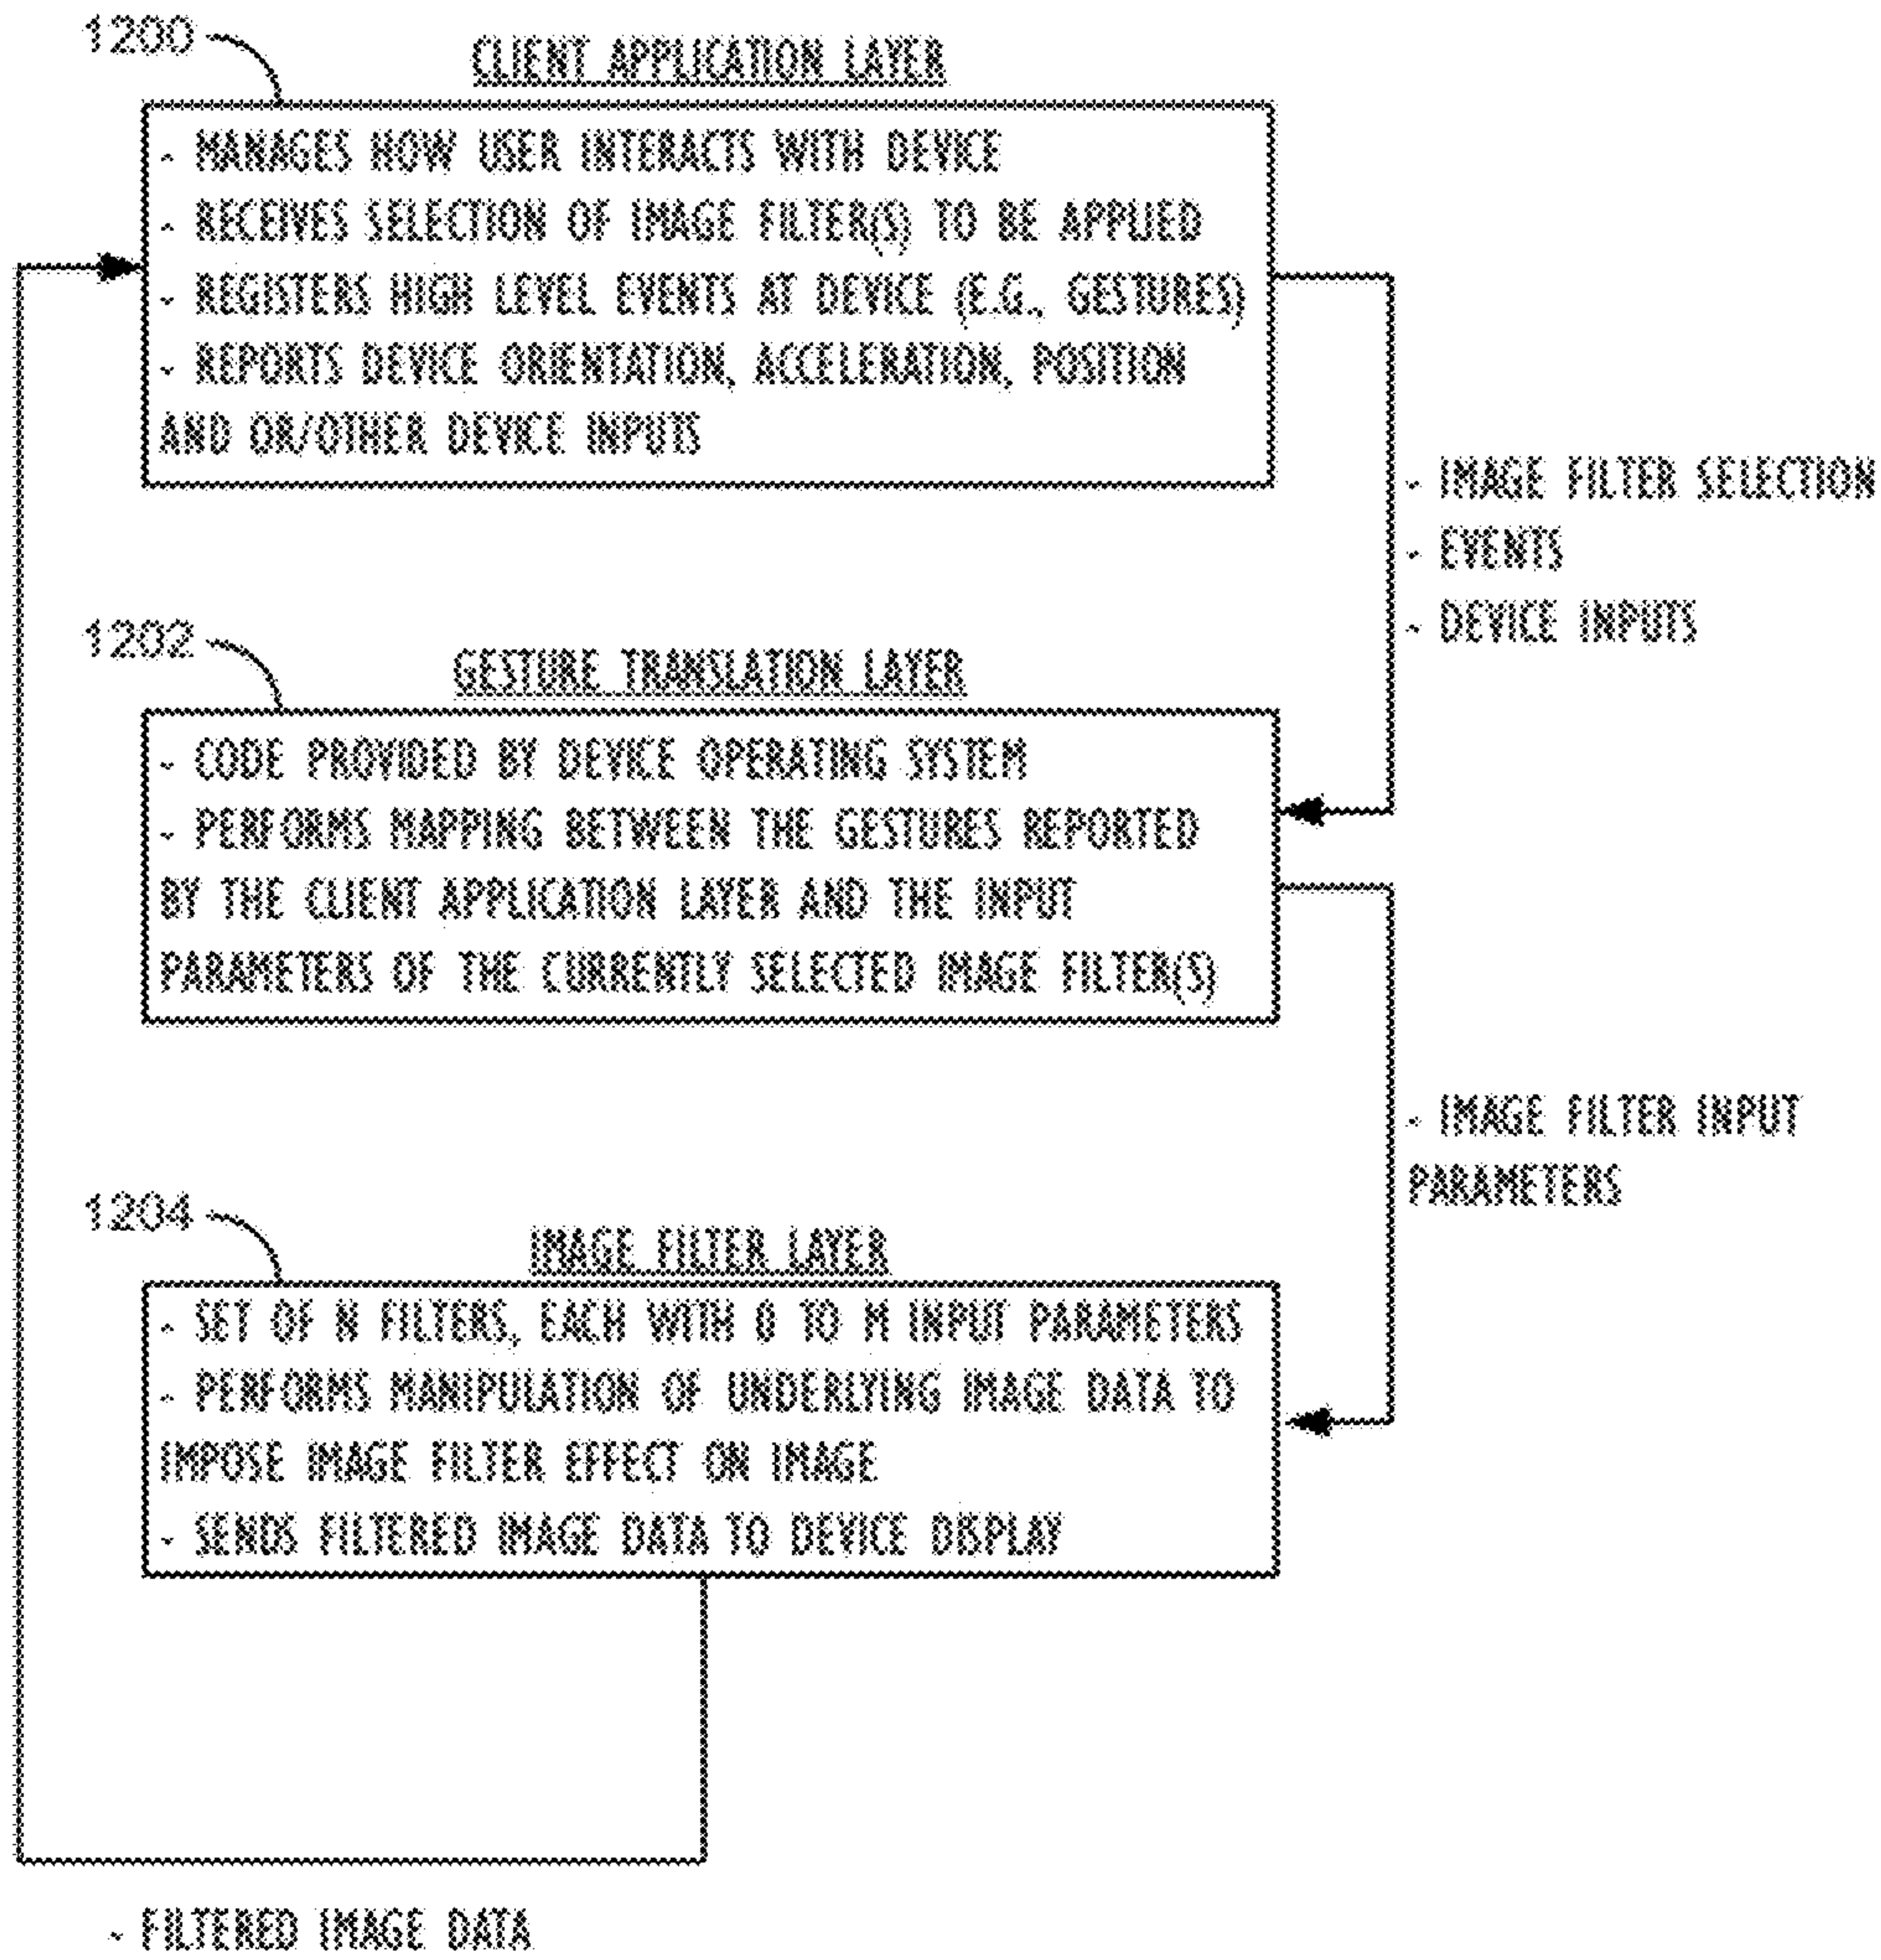 1200
CLIENT APPLICATION LAYER
- MANAGES HOW USER INTERACTS WITH DEVICE
- RECEIVES SELECTION OF IMAGE FILTER(S) TO BE APPLIED
- REGISTERS HIGH LEVEL EVENTS AT DEVICE (E.G., GESTURES)
- REPORTS DEVICE ORIENTATION, ACCELERATION, POSITION
AND OR/OTHER DEVICE INPUTS
- IMAGE FILTER SELECTION
- EVENTS
- DEVICE INPUTS
1202
GESTURE TRANSLATION LAYER
- CODE PROVIDED BY DEVICE OPERATING SYSTEM
- PERFORMS MAPPING BETWEEN THE GESTURES REPORTED
BY THE CLIENT APPLICATION LAYER AND THE INPUT
PARAMETERS OF THE CURRENTLY SELECTED IMAGE FILTER(S)
- IMAGE FILTER INPUT
PARAMETERS
1204
IMAGE FILTER LAYER
- SET OF N FILTERS, EACH WITH 0 TO M INPUT PARAMETERS
- PERFORMS MANIPULATION OF UNDERLYING IMAGE DATA TO
IMPOSE IMAGE FILTER EFFECT ON IMAGE
- SENDS FILTERED IMAGE DATA TO DEVICE DISPLAY
- FILTERED IMAGE DATA